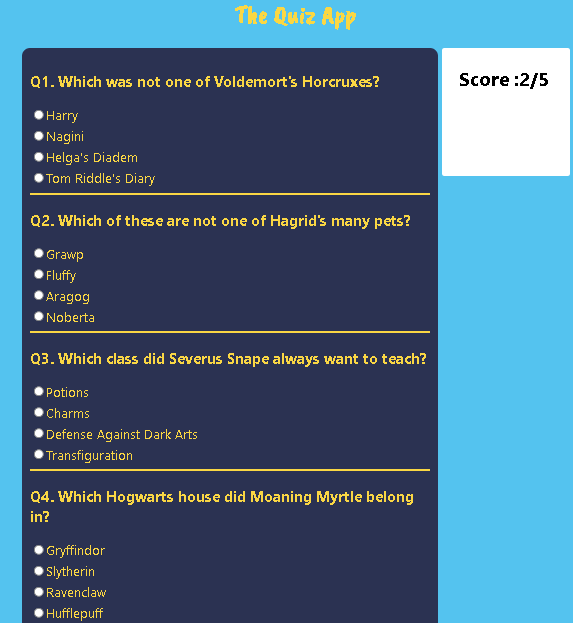 The Quiz App
Score :2/5
Q1. Which was not one of Voldemort's Horcruxes?
Harry
Nagini
Helga's Diadem
Tom Riddle's Diary
Q2. Which of these are not one of Hagrid's many pets?
Grawp
Fluffy
Aragog
Noberta
Q3. Which class did Severus Snape always want to teach?
Potions
Charms
Defense Against Dark Arts
Transfiguration
Q4. Which Hogwarts house did Moaning Myrtle belong
in?
Gryffindor
Slytherin
Ravenclaw
Hufflepuff